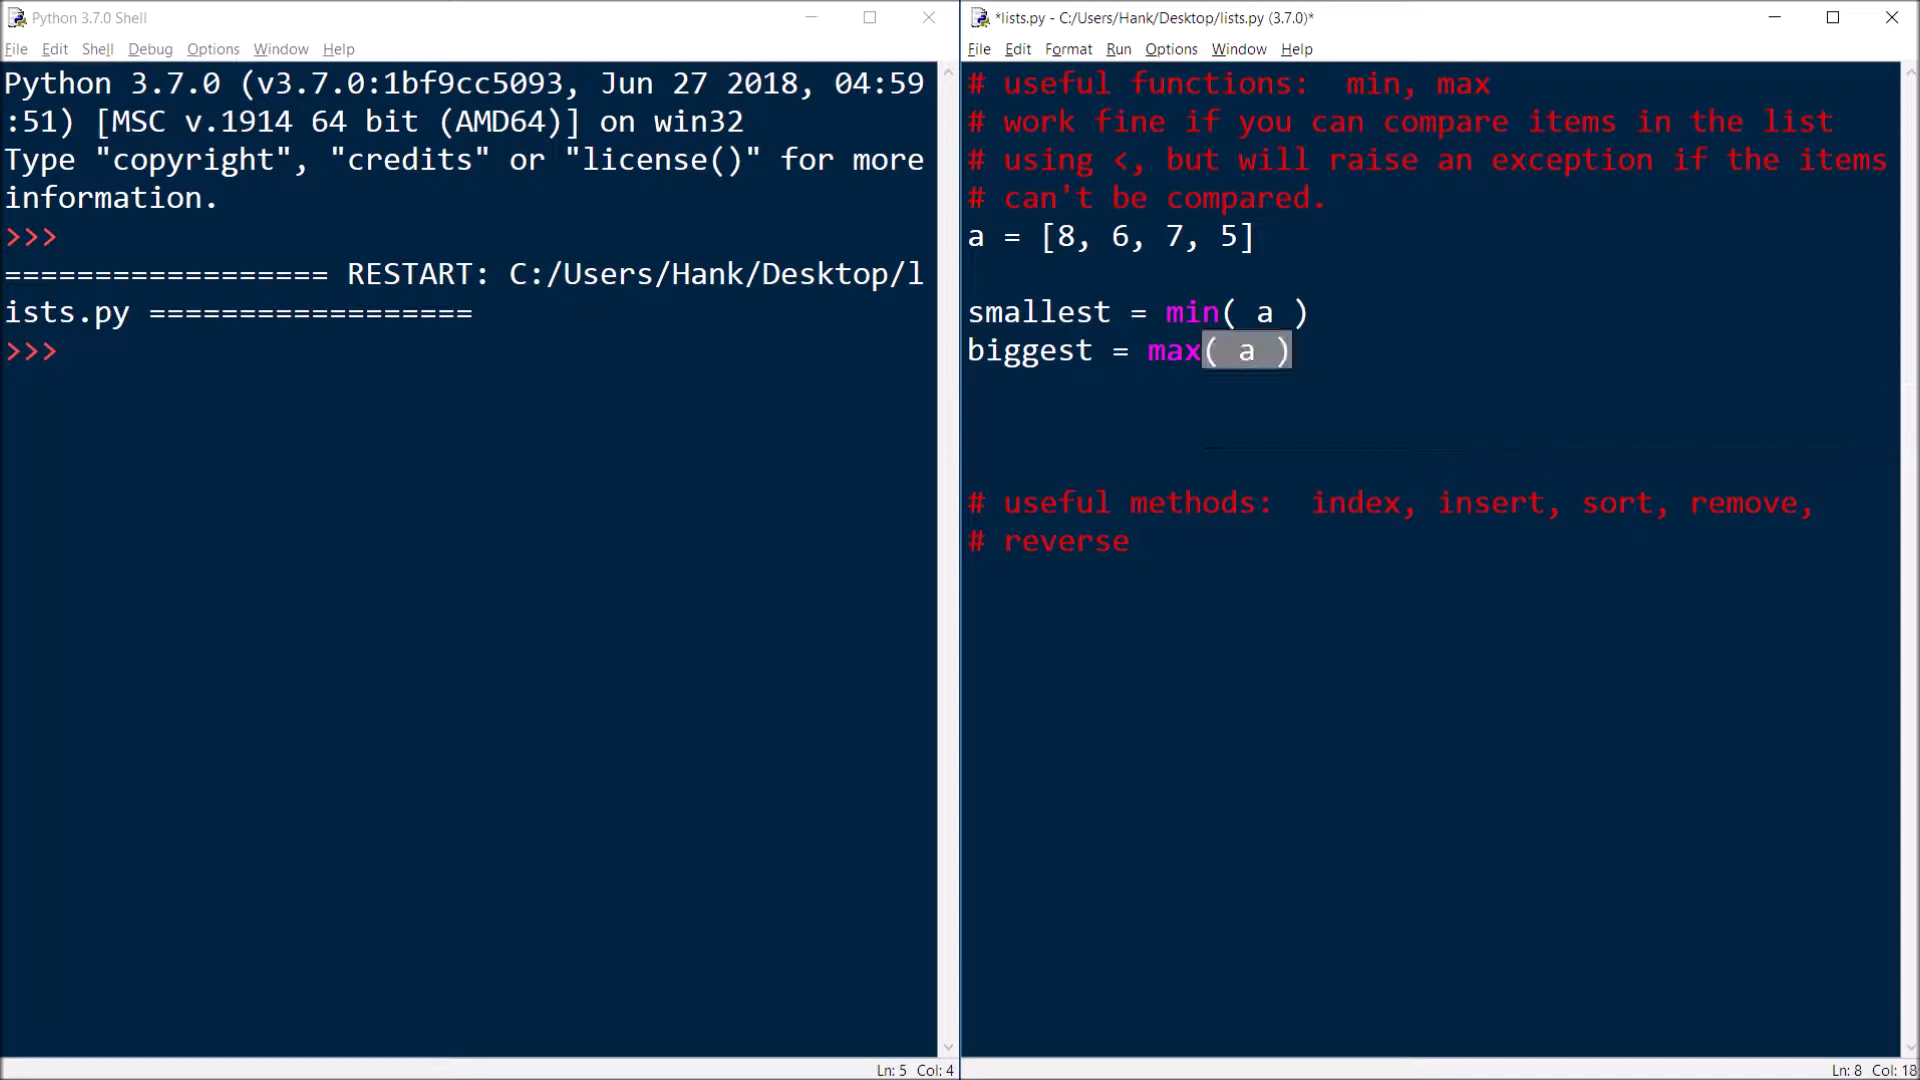 Python 3.7.0 Shell
File Edit Shell Debug Options Window Help
Python 3.7.0 (v3.7.0:1bf9cc5093, Jun 27 2018, 04:59
:51) [MSC v.1914 64 bit (AMD64)] on win32
Type "copyright", "credits" or "license()" for more
information.
>>>
================== RESTART: C:/Users/Hank/Desktop/l
ists.py ==================
>>>
Ln: 5 Col: 4
*lists.py - C:/Users/Hank/Desktop/lists.py (3.7.0)*
File Edit Format Run Options Window Help
# useful functions:  min, max
# work fine if you can compare items in the list
# using <, but will raise an exception if the items
# can't be compared.
a = [8, 6, 7, 5]
smallest = min( a )
biggest = max( a )
# useful methods:  index, insert, sort, remove,
# reverse
Ln: 8 Col: 18